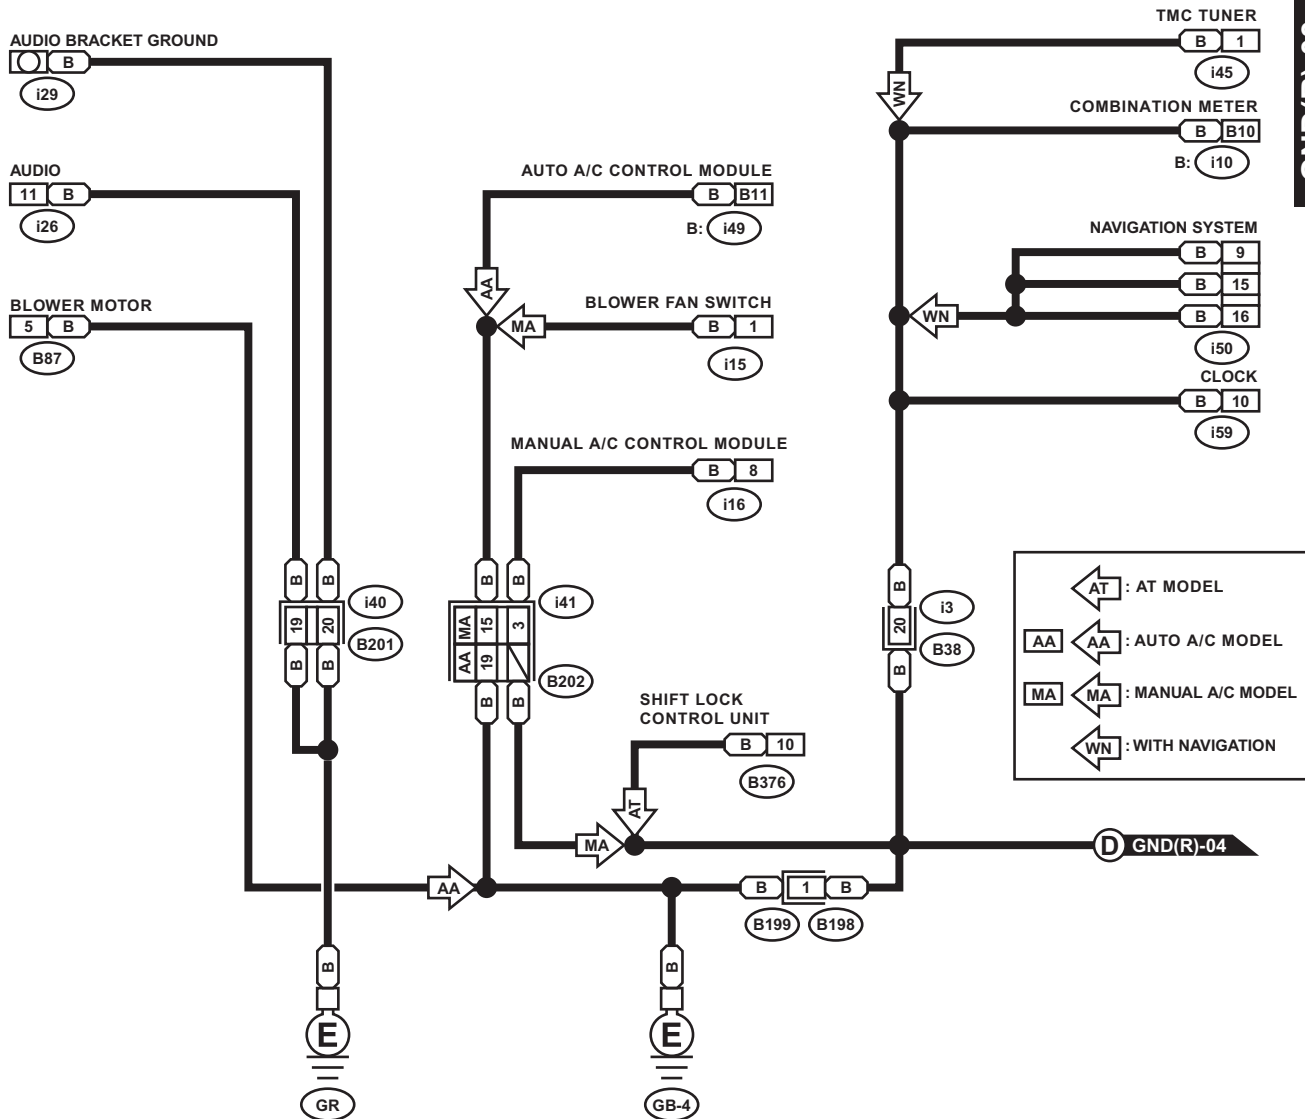 TMC TUNER
B 1
i45
AUDIO BRACKET GROUND
B
i29
WN
COMBINATION METER
B B10
B: i10
AUDIO
11 B
i26
AUTO A/C CONTROL MODULE
B B11
B: i49
AA
NAVIGATION SYSTEM
B 9
B 15
B 16
WN
i50
BLOWER MOTOR
5 B
B87
BLOWER FAN SWITCH
MA
B 1
i15
CLOCK
B 10
i59
MANUAL A/C CONTROL MODULE
B 8
i16
B B
19 20
i40
B201
B B
B B
MA 15 3
AA 19
i41
B202
B B
B
20
i3
B38
B
AT : AT MODEL
AA AA : AUTO A/C MODEL
MA MA : MANUAL A/C MODEL
WN : WITH NAVIGATION
SHIFT LOCK
CONTROL UNIT
B 10
B376
AT
MA
D GND(R)-04
AA
B 1 B
B199 B198
B
E
GR
B
E
GB-4